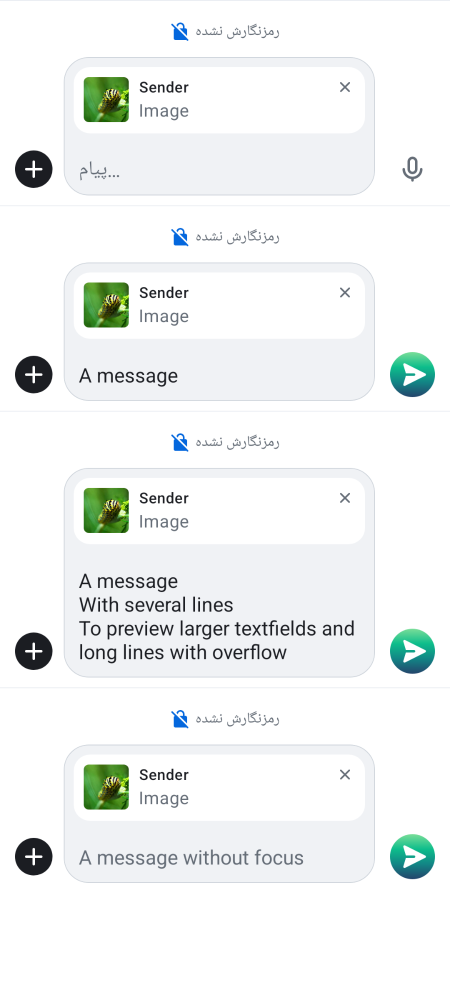 رمزنگارش نشده
Sender
Image
پیام…
رمزنگارش نشده
Sender
Image
A message
رمزنگارش نشده
Sender
Image
A message
With several lines
To preview larger textfields and
long lines with overflow
رمزنگارش نشده
Sender
Image
A message without focus